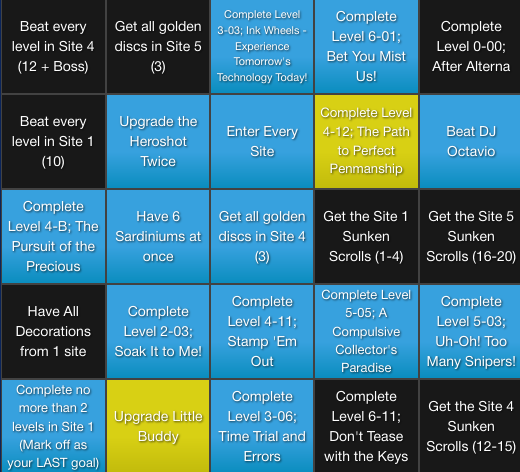 Beat every
level in Site 4
(12 + Boss)
Get all golden
discs in Site 5
(3)
Complete Level
3-03; Ink Wheels -
Experience
Tomorrow's
Technology Today!
Complete
Level 6-01;
Bet You Mist
Us!
Complete
Level 0-00;
After Alterna
Beat every
level in Site 1
(10)
Upgrade the
Heroshot
Twice
Enter Every
Site
Complete Level
4-12; The Path
to Perfect
Penmanship
Beat DJ
Octavio
Complete
Level 4-B; The
Pursuit of the
Precious
Have 6
Sardiniums at
once
Get all golden
discs in Site 4
(3)
Get the Site 1
Sunken
Scrolls (1-4)
Get the Site 5
Sunken
Scrolls (16-20)
Have All
Decorations
from 1 site
Complete
Level 2-03;
Soak It to Me!
Complete
Level 4-11;
Stamp 'Em
Out
Complete Level
5-05; A
Compulsive
Collector's
Paradise
Complete
Level 5-03;
Uh-Oh! Too
Many Snipers!
Complete no
more than 2
levels in Site 1
(Mark off as
your LAST goal)
Upgrade Little
Buddy
Complete
Level 3-06;
Time Trial and
Errors
Complete
Level 6-11;
Don't Tease
with the Keys
Get the Site 4
Sunken
Scrolls (12-15)